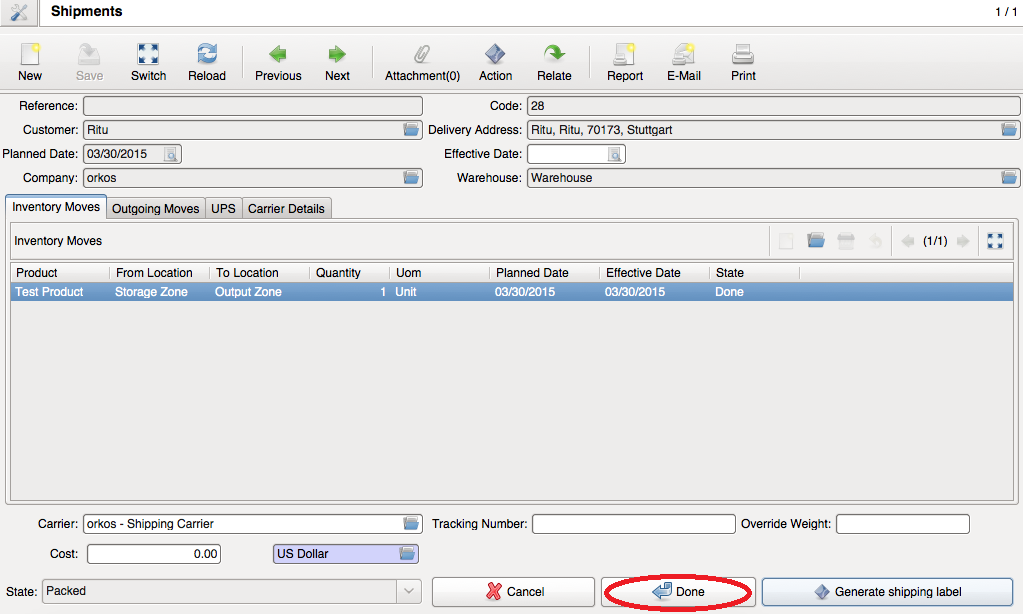 Shipments 1 / 1
New Save Switch Reload Previous Next Attachment(0) Action Relate Report E-Mail Print
Reference: Code: 28
Customer: Ritu Delivery Address: Ritu, Ritu, 70173, Stuttgart
Planned Date: 03/30/2015 Effective Date:
Company: orkos Warehouse: Warehouse
Inventory Moves Outgoing Moves UPS Carrier Details
Inventory Moves (1/1)
Product From Location To Location Quantity Uom Planned Date Effective Date State
Test Product Storage Zone Output Zone 1 Unit 03/30/2015 03/30/2015 Done
Carrier: orkos - Shipping Carrier Tracking Number: Override Weight:
Cost: 0.00 US Dollar
State: Packed Cancel Done Generate shipping label